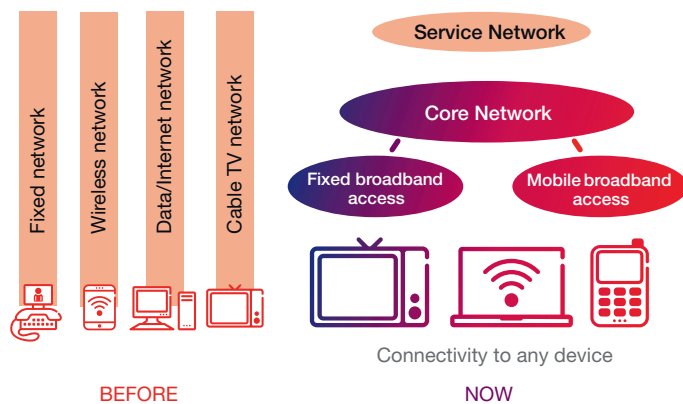 Fixed network
Wireless network
Data/Internet network
Cable TV network
BEFORE
Service Network
Core Network
Fixed broadband
access
Mobile broadband
access
Connectivity to any device
NOW